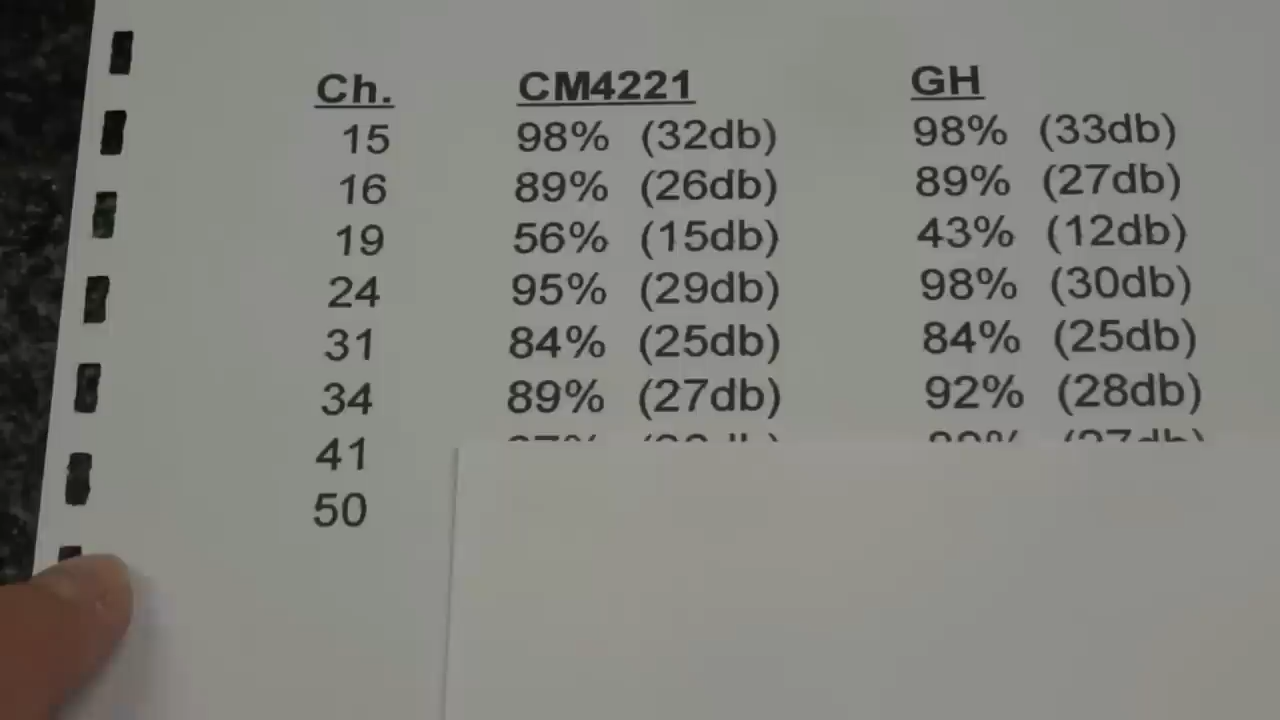 Ch. CM4221 GH
15 98% (32db) 98% (33db)
16 89% (26db) 89% (27db)
19 56% (15db) 43% (12db)
24 95% (29db) 98% (30db)
31 84% (25db) 84% (25db)
34 89% (27db) 92% (28db)
41
50